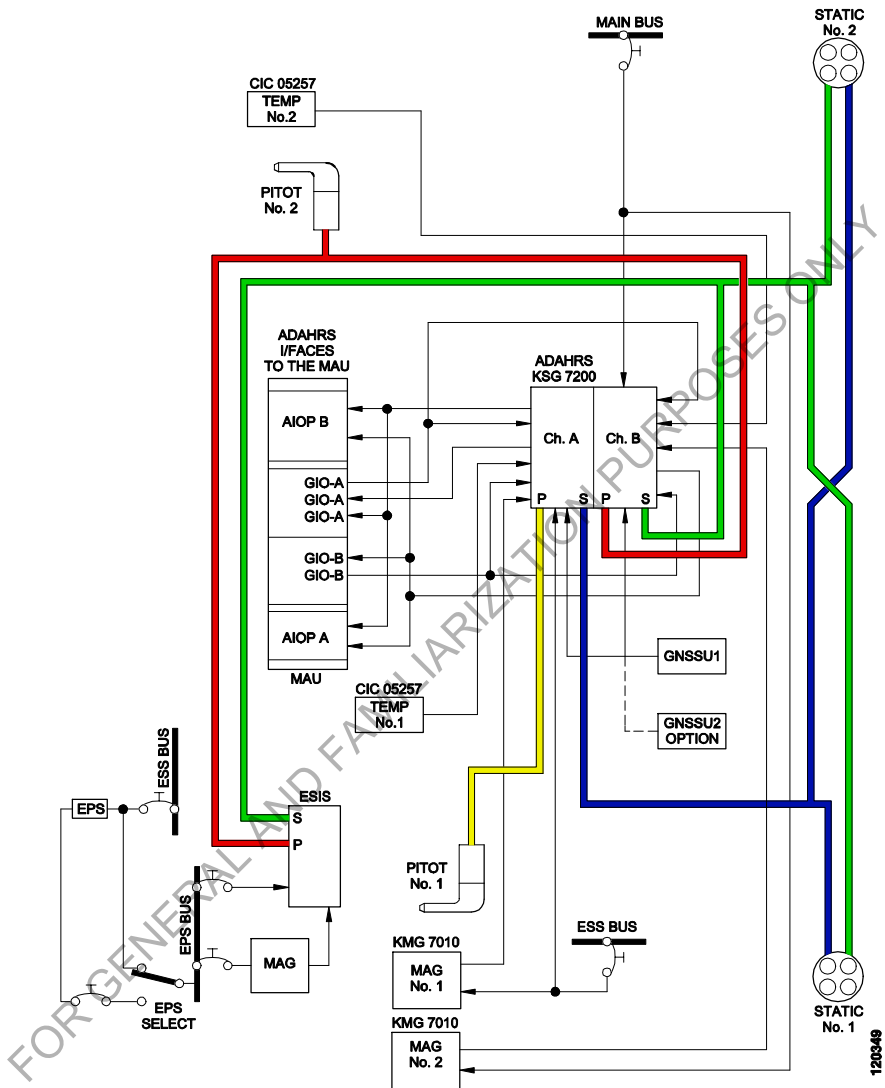 MAIN BUS
STATIC
No. 2
CIC 05257
TEMP
No.2
PITOT
No. 2
ADAHRS
I/FACES
TO THE MAU
ADAHRS
KSG 7200
AIOP B
Ch. A
Ch. B
GIO-A
GIO-A
GIO-A
P
S
P
S
GIO-B
GIO-B
AIOP A
MAU
GNSSU1
CIC 05257
TEMP
No.1
GNSSU2
OPTION
ESS BUS
EPS
ESIS
S
P
PITOT
No. 1
EPS BUS
ESS BUS
KMG 7010
MAG
MAG
No. 1
EPS
SELECT
STATIC
No. 1
KMG 7010
MAG
No. 2
120349
FOR GENERAL AND FAMILIARIZATION PURPOSES ONLY